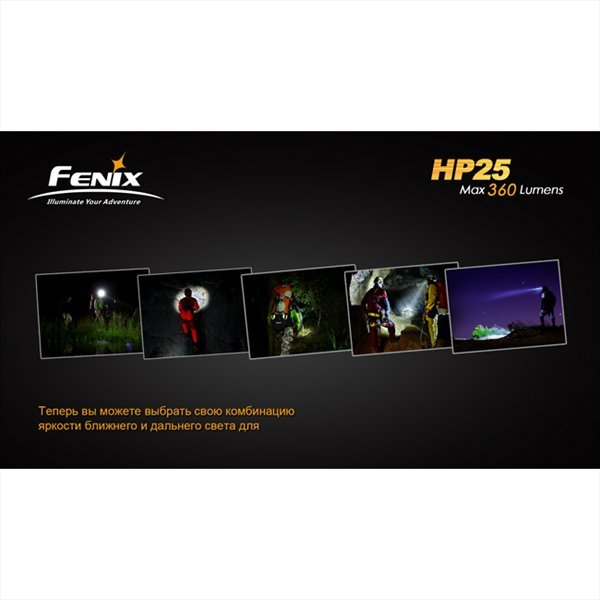 FENIX
Illuminate Your Adventure
HP25
Max 360 Lumens
Теперь вы можете выбрать свою комбинацию
яркости ближнего и дальнего света для